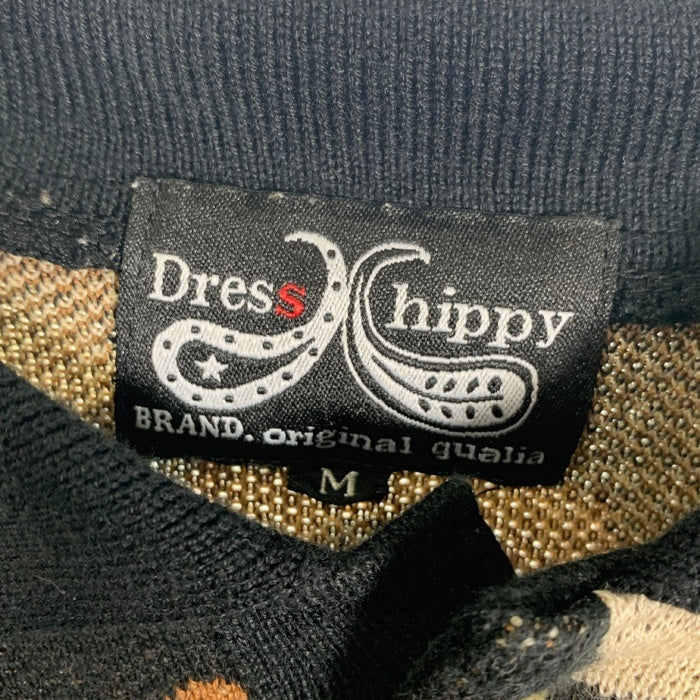 Dress hippy
BRAND. original qualia
M